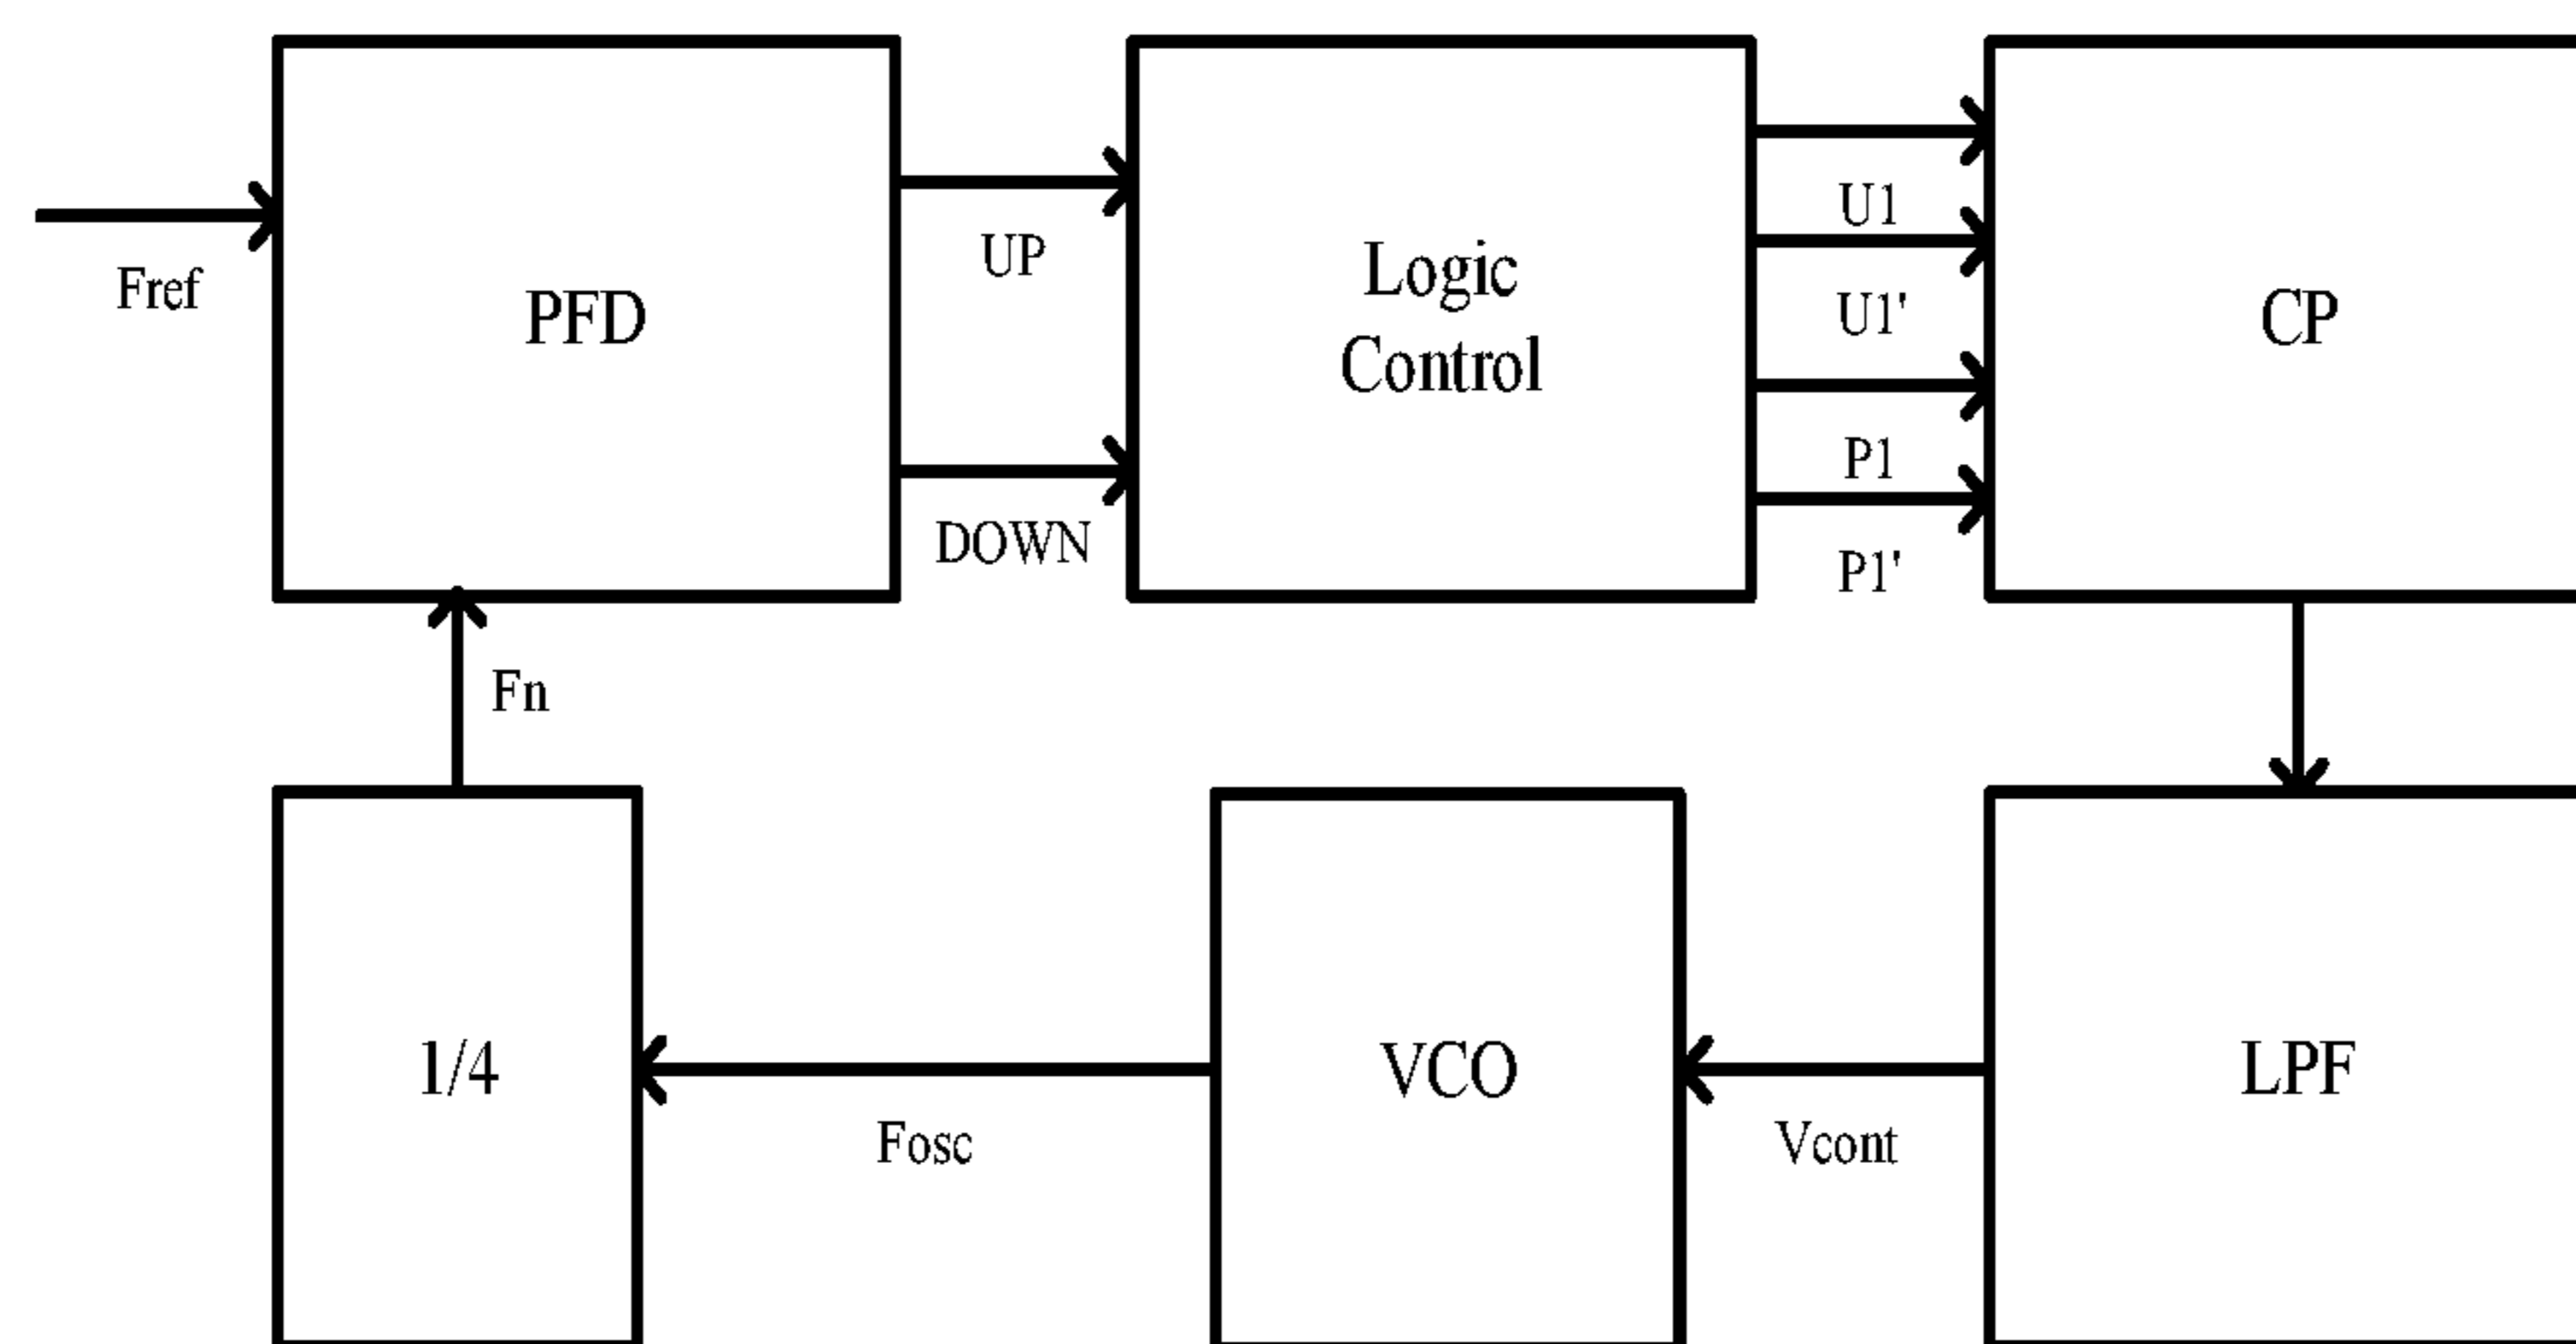 Fref
PFD
UP
DOWN
Logic
Control
U1
U1'
P1
P1'
CP
Fn
1/4
Fosc
VCO
Vcont
LPF